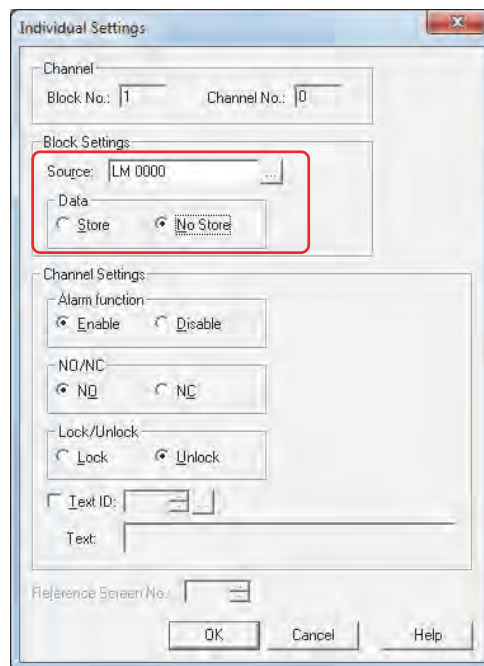 Individual Settings
Channel
Block No.: 1 Channel No.: 0
Block Settings
Source: LM 0000 ...
Data
Store No Store
Channel Settings
Alarm function
Enable Disable
NO/NC
NO NC
Lock/Unlock
Lock Unlock
Text ID: ...
Text:
Reference Screen No.:
OK Cancel Help